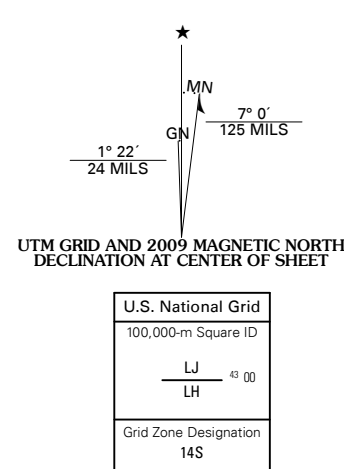 ★
MN
GN
7° 0´
125 MILS
1° 22´
24 MILS
UTM GRID AND 2009 MAGNETIC NORTH
DECLINATION AT CENTER OF SHEET
U.S. National Grid
100,000-m Square ID
LJ
43 00
LH
Grid Zone Designation
14S